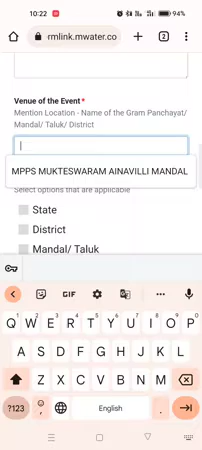 10:22
94%
rmlink.mwater.co
2
Venue of the Event *
Mention Location - Name of the Gram Panchayat/
Mandal/ Taluk/ District
MPPS MUKTESWARAM AINAVILLI MANDAL
Select options that are applicable
State
District
Mandal/ Taluk
GIF
Q W E R T Y U I O P
A S D F G H J K L
Z X C V B N M
?123 , English .